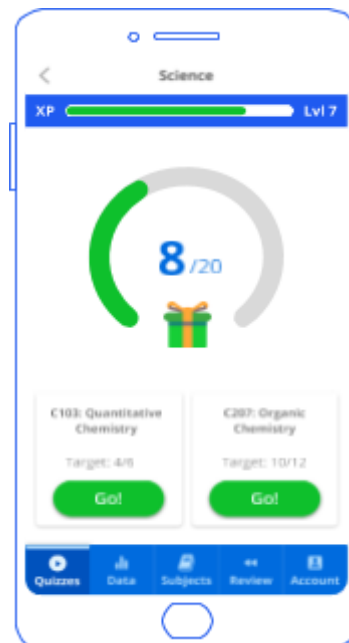 Science
XP Lvl 7
8 /20
C103: Quantitative
Chemistry
Target: 4/6
Go!
C207: Organic
Chemistry
Target: 10/12
Go!
Quizzes Data Subjects Review Account